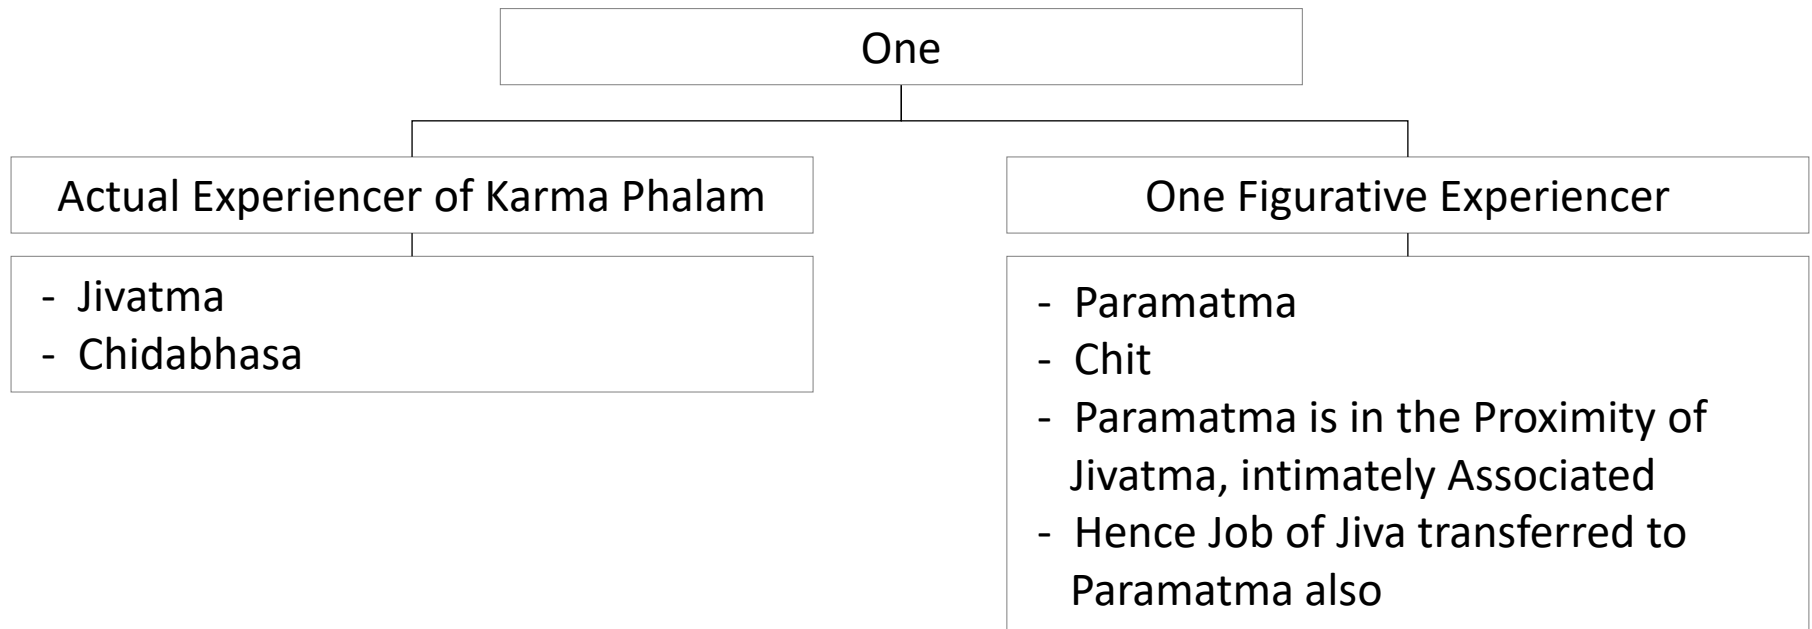 One
Actual Experiencer of Karma Phalam
- Jivatma
- Chidabhasa
One Figurative Experiencer
- Paramatma
- Chit
- Paramatma is in the Proximity of
Jivatma, intimately Associated
- Hence Job of Jiva transferred to
Paramatma also